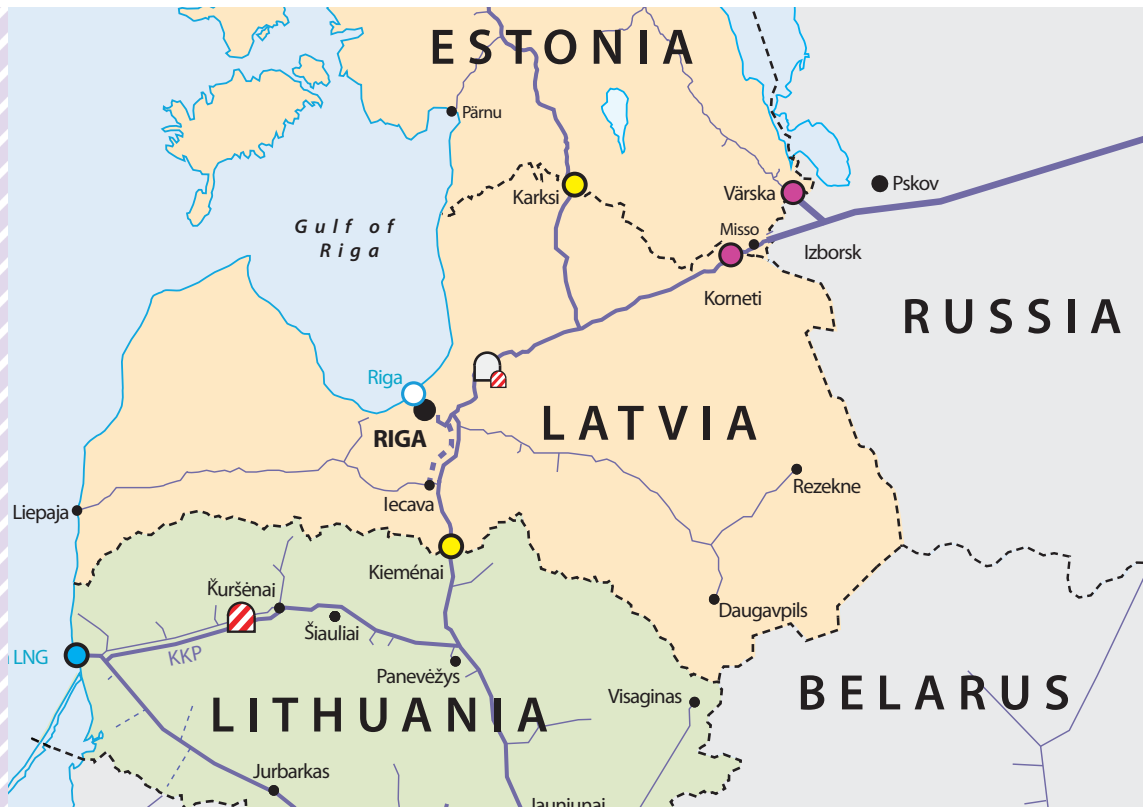 ESTONIA
Pärnu
Karksi
Värska
Pskov
Gulf of
Riga
Misso
Izborsk
Korneti
RUSSIA
Riga
RIGA
LATVIA
Rezekne
Iecava
Liepaja
Kieménai
Kuršėnai
Daugavpils
Šiauliai
LNG
KKP
Panevėžys
Visaginas
BELARUS
LITHUANIA
Jurbarkas